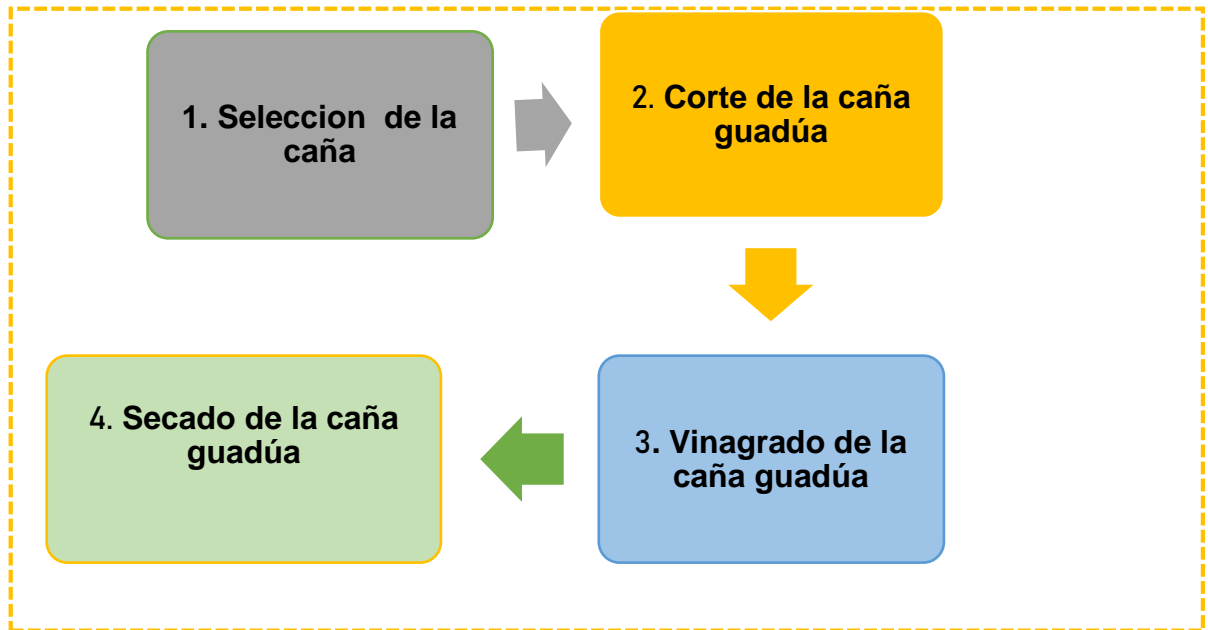 1. Seleccion de la
caña
2. Corte de la caña
guadúa
3. Vinagrado de la
caña guadúa
4. Secado de la caña
guadúa